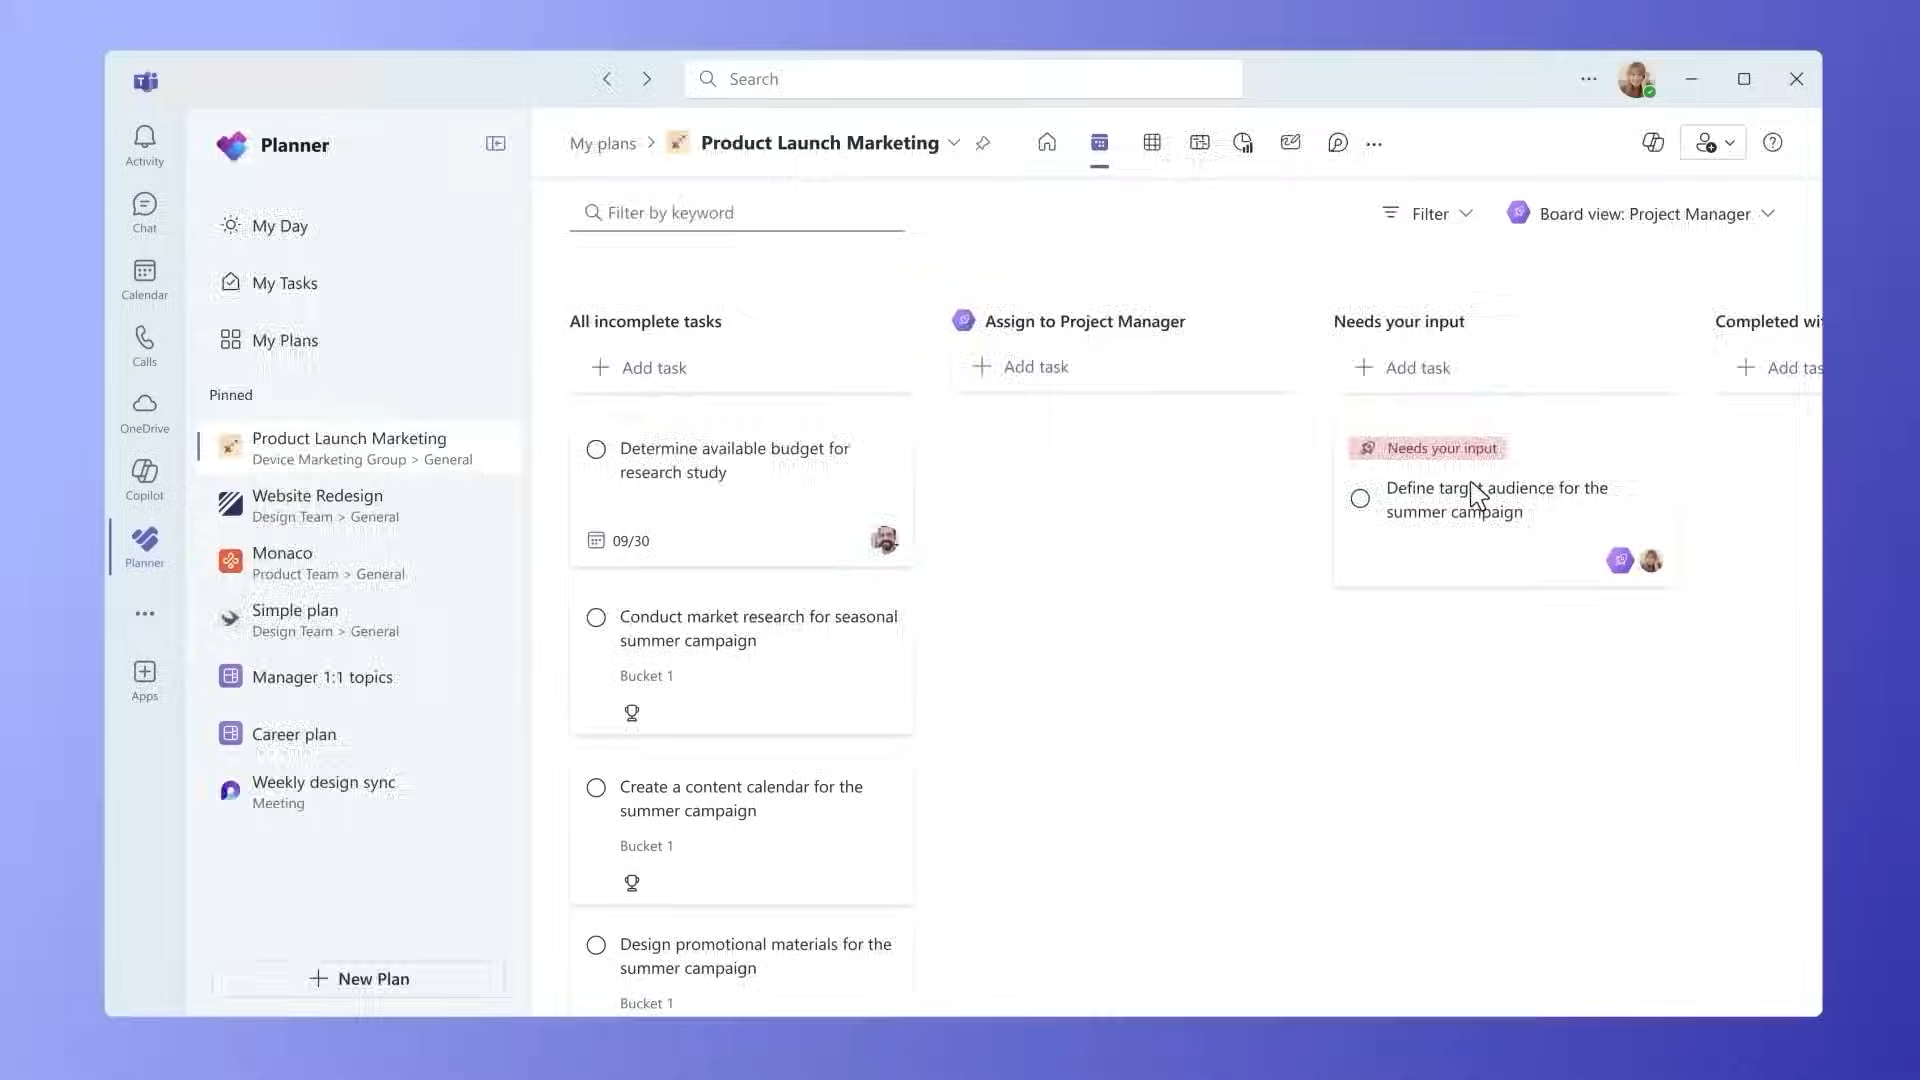 Search
Activity
Chat
Calendar
Calls
OneDrive
Copilot
Planner
Apps
Planner
My Day
My Tasks
My Plans
Pinned
Product Launch Marketing
Device Marketing Group > General
Website Redesign
Design Team > General
Monaco
Product Team > General
Simple plan
Design Team > General
Manager 1:1 topics
Career plan
Weekly design sync
Meeting
New Plan
My plans > Product Launch Marketing
Filter by keyword
Filter
Board view: Project Manager
All incomplete tasks
Add task
Determine available budget for
research study
09/30
Conduct market research for seasonal
summer campaign
Bucket 1
Create a content calendar for the
summer campaign
Bucket 1
Design promotional materials for the
summer campaign
Bucket 1
Assign to Project Manager
Add task
Needs your input
Add task
Needs your input
Define target audience for the
summer campaign
Completed wi
Add tas